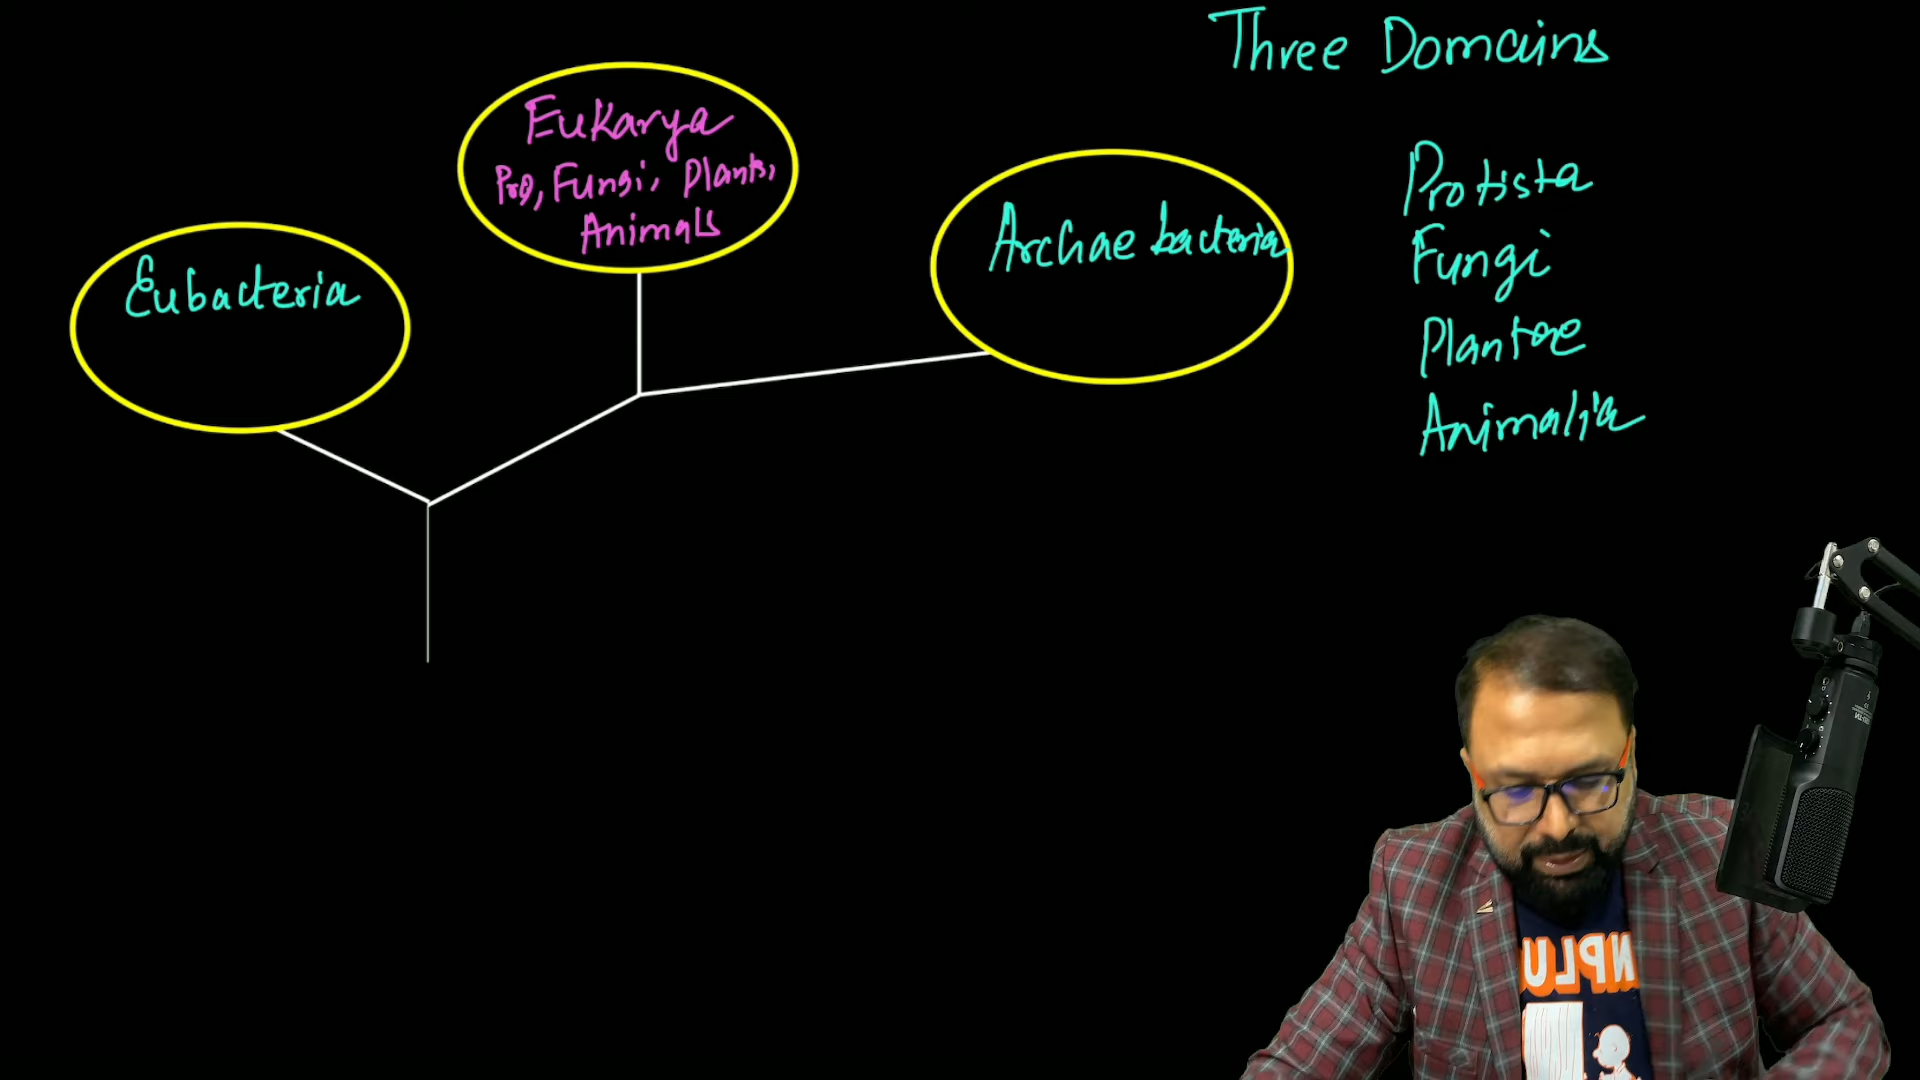 Three Domains
Eukarya
Pro, Fungi, Plants,
Animals
Eubacteria
Archae bacteria
Protista
Fungi
Plantae
Animalia
NPLU